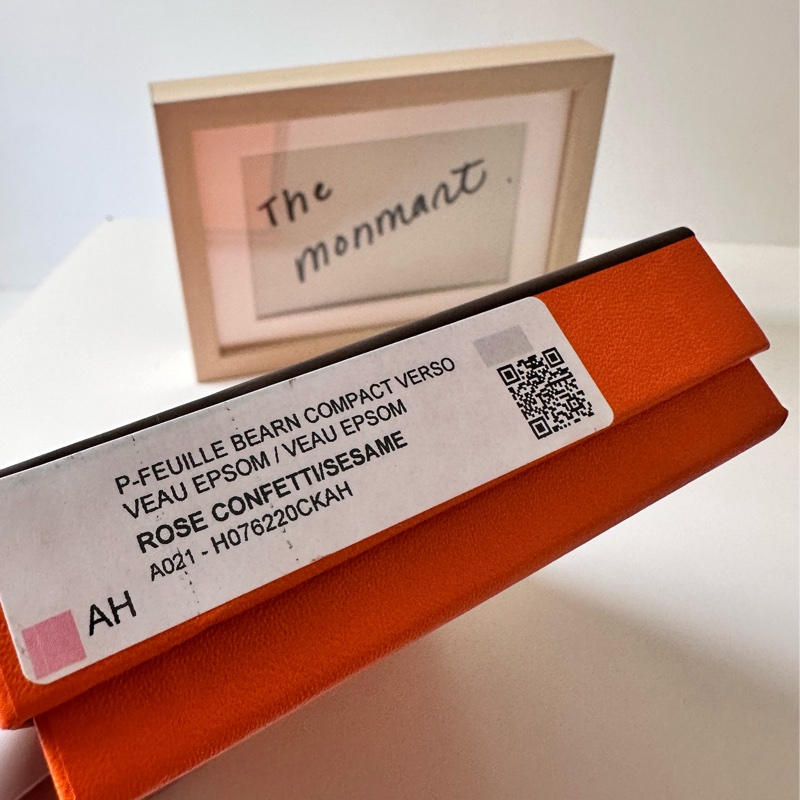 The
monmart.
P-FEUILLE BEARN COMPACT VERSO
VEAU EPSOM / VEAU EPSOM
ROSE CONFETTI/SESAME
A021 - H076220CKAH
AH